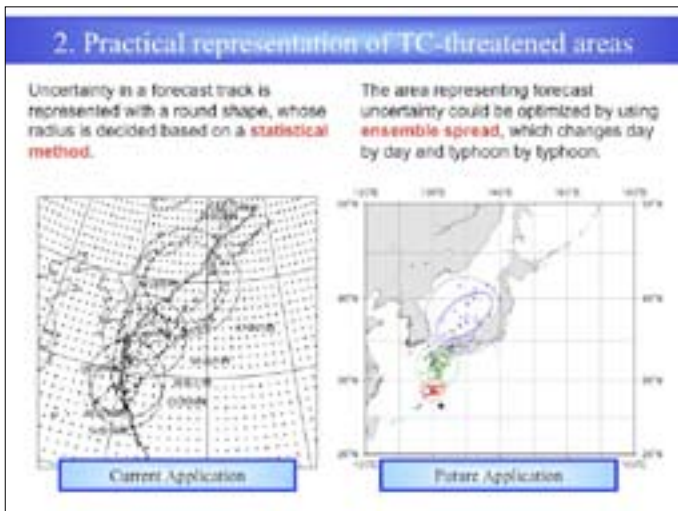 2. Practical representation of TC-threatened areas
Uncertainty in a forecast track is
represented with a round shape, whose
radius is decided based on a statistical
method.
The area representing forecast
uncertainty could be optimized by using
ensemble spread, which changes day
by day and typhoon by typhoon.
Current Application
Future Application